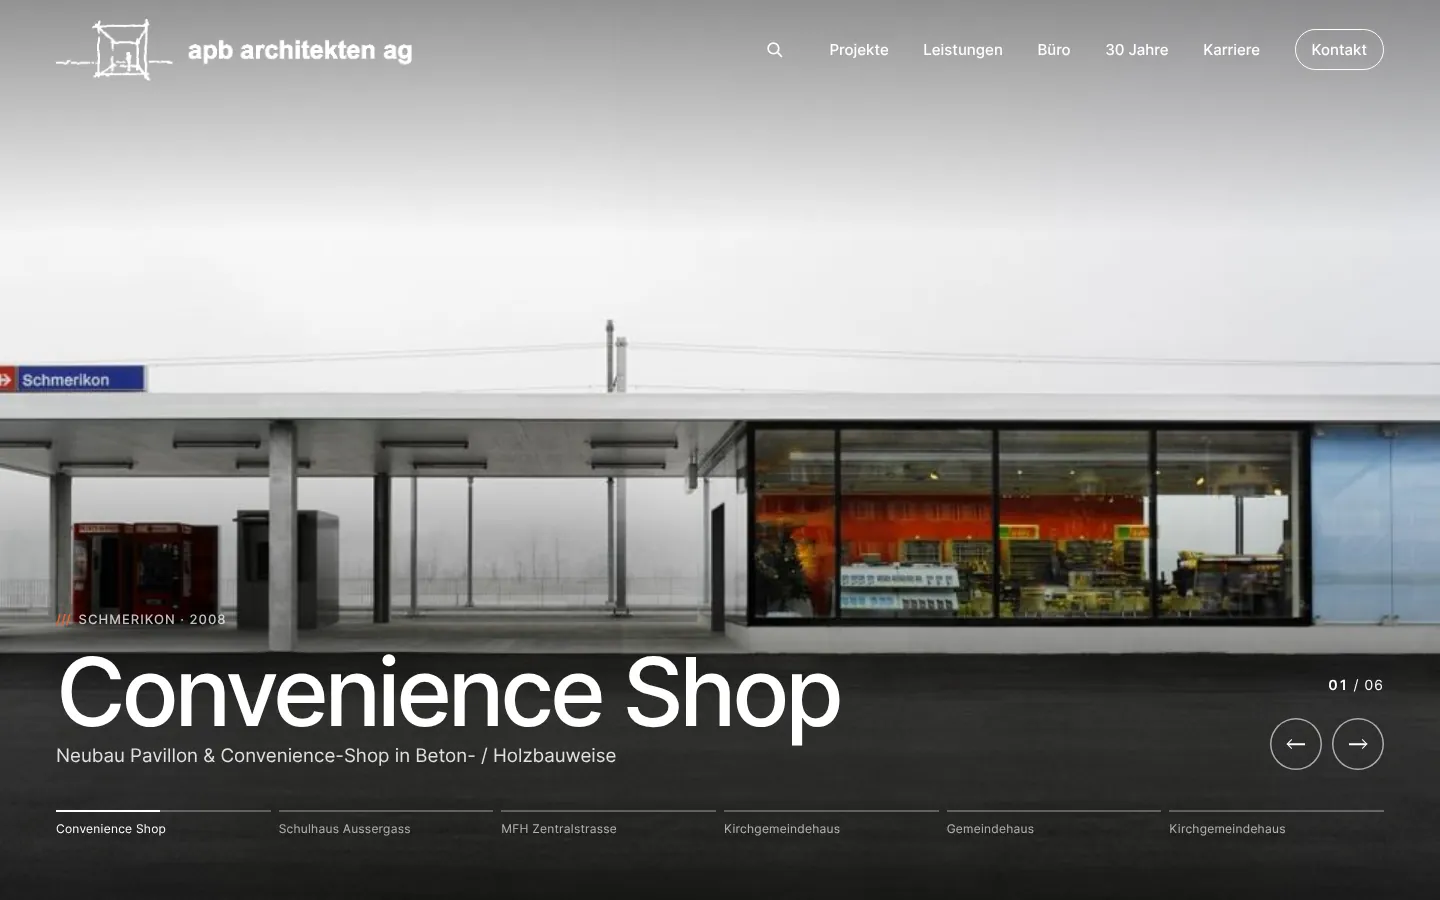 apb architekten ag
Projekte
Leistungen
Büro
30 Jahre
Karriere
Kontakt
Schmerikon
/// SCHMERIKON · 2008
Convenience Shop
Neubau Pavillon & Convenience-Shop in Beton- / Holzbauweise
01 / 06
← →
Convenience Shop
Schulhaus Aussergass
MFH Zentralstrasse
Kirchgemeindehaus
Gemeindehaus
Kirchgemeindehaus